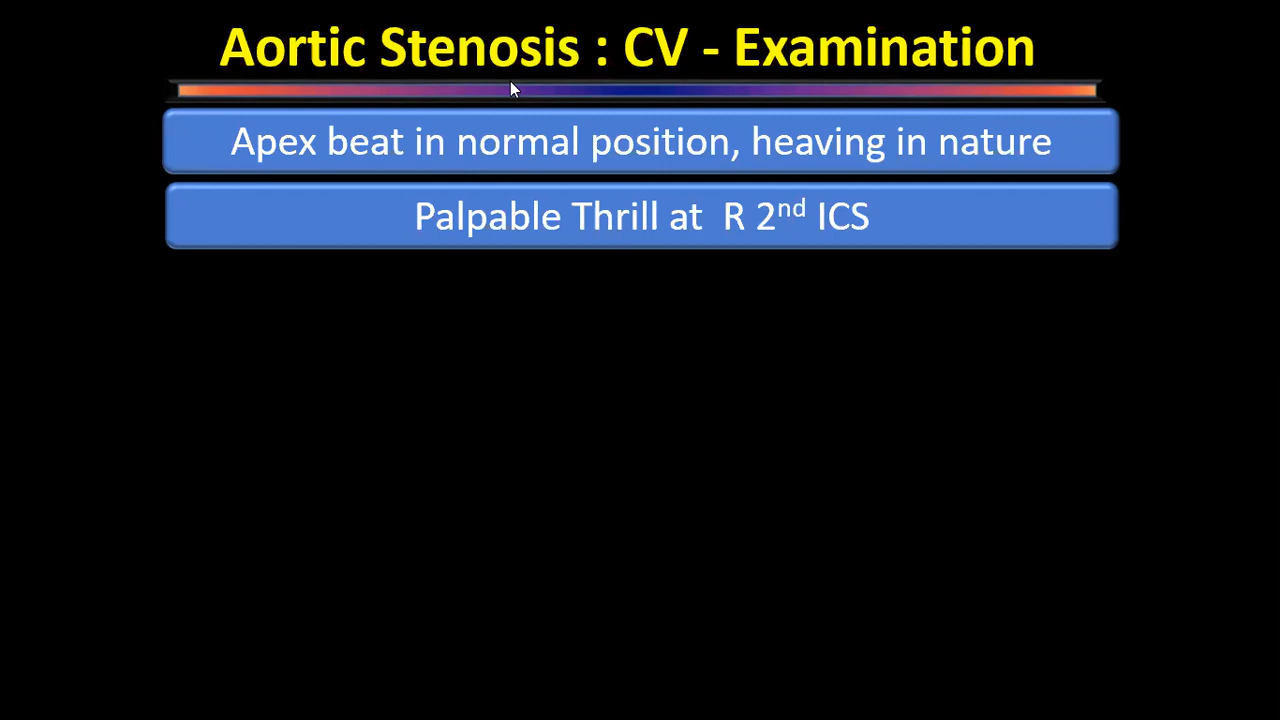 Aortic Stenosis : CV - Examination
Apex beat in normal position, heaving in nature
Palpable Thrill at R 2nd ICS